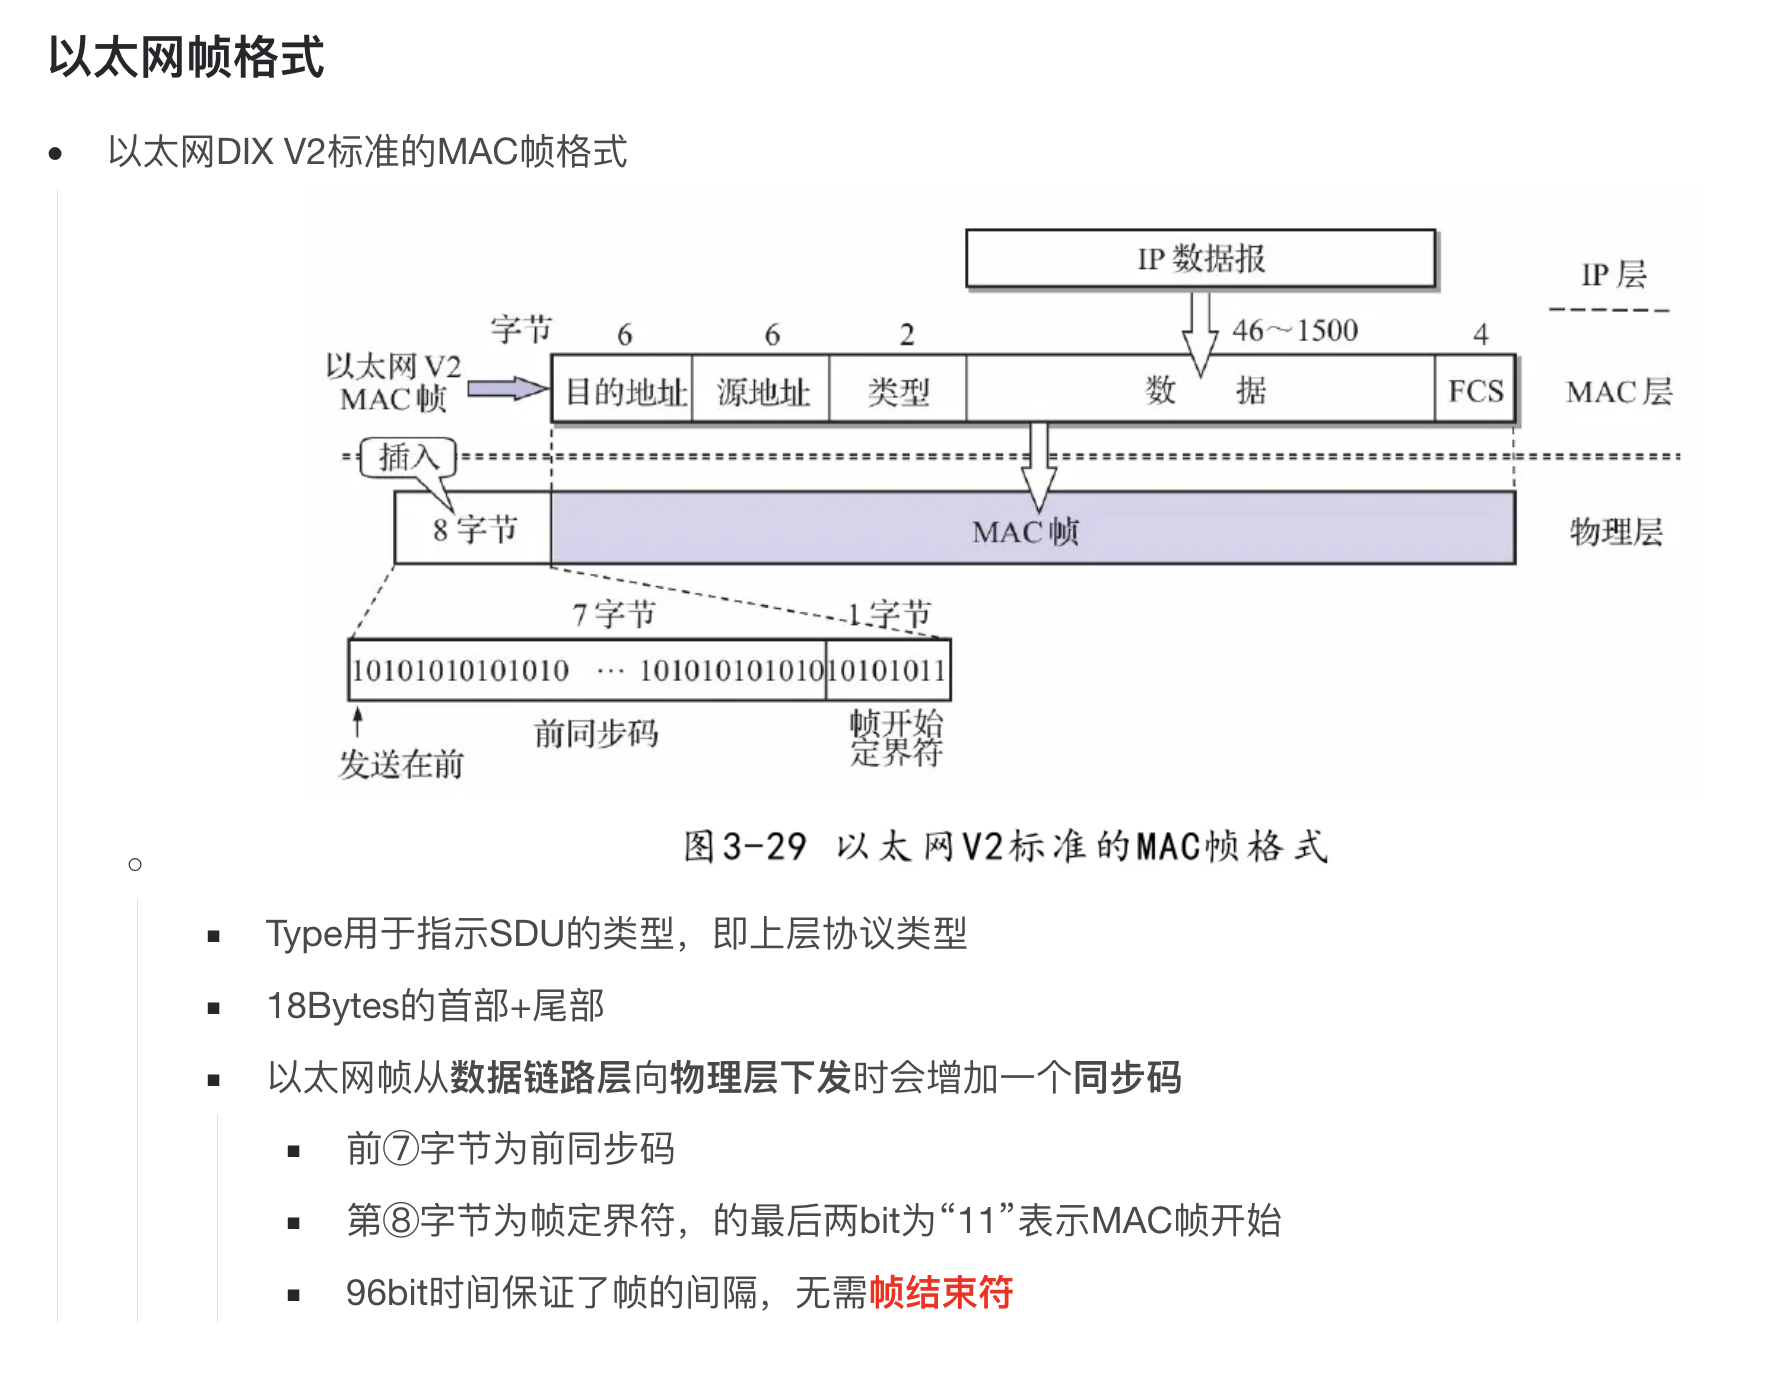 以太网帧格式
以太网DIX V2标准的MAC帧格式
IP 数据报
IP 层
字节 6 6 2 46～1500 4
以太网 V2
MAC 帧
目的地址 源地址 类型 数 据 FCS
MAC 层
插入
8 字节
MAC 帧
物理层
7 字节 1 字节
10101010101010 … 101010101010 10101011
发送在前
前同步码
帧开始
定界符
图3-29 以太网V2标准的MAC帧格式
Type用于指示SDU的类型，即上层协议类型
18Bytes的首部+尾部
以太网帧从数据链路层向物理层下发时会增加一个同步码
前⑦字节为前同步码
第⑧字节为帧定界符，的最后两bit为“11”表示MAC帧开始
96bit时间保证了帧的间隔，无需帧结束符